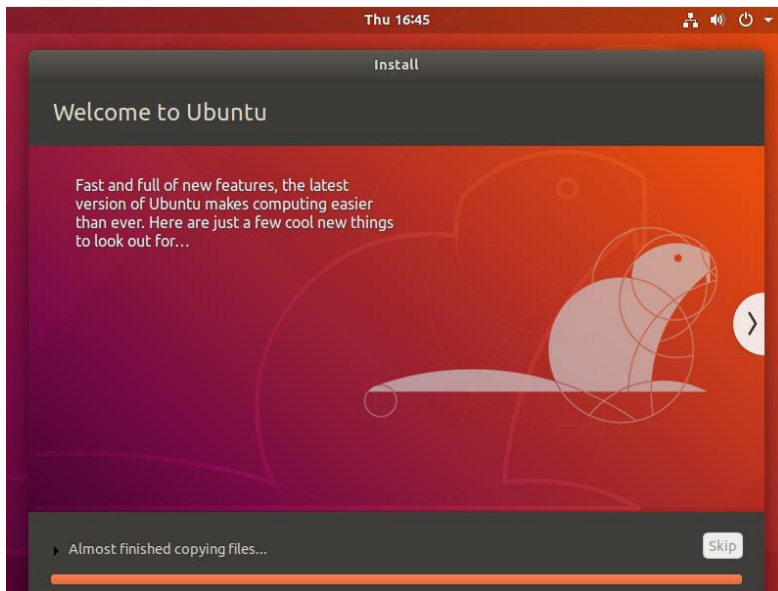 Thu 16:45
Install
Welcome to Ubuntu
Fast and full of new features, the latest
version of Ubuntu makes computing easier
than ever. Here are just a few cool new things
to look out for…
Almost finished copying files...
Skip